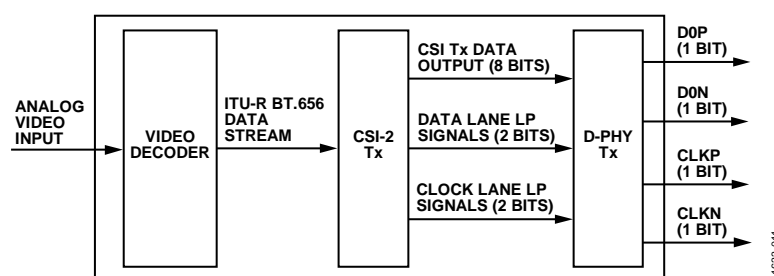 ANALOG
VIDEO
INPUT
VIDEO
DECODER
ITU-R BT.656
DATA
STREAM
CSI-2
Tx
CSI Tx DATA
OUTPUT (8 BITS)
DATA LANE LP
SIGNALS (2 BITS)
CLOCK LANE LP
SIGNALS (2 BITS)
D-PHY
Tx
D0P
(1 BIT)
D0N
(1 BIT)
CLKP
(1 BIT)
CLKN
(1 BIT)